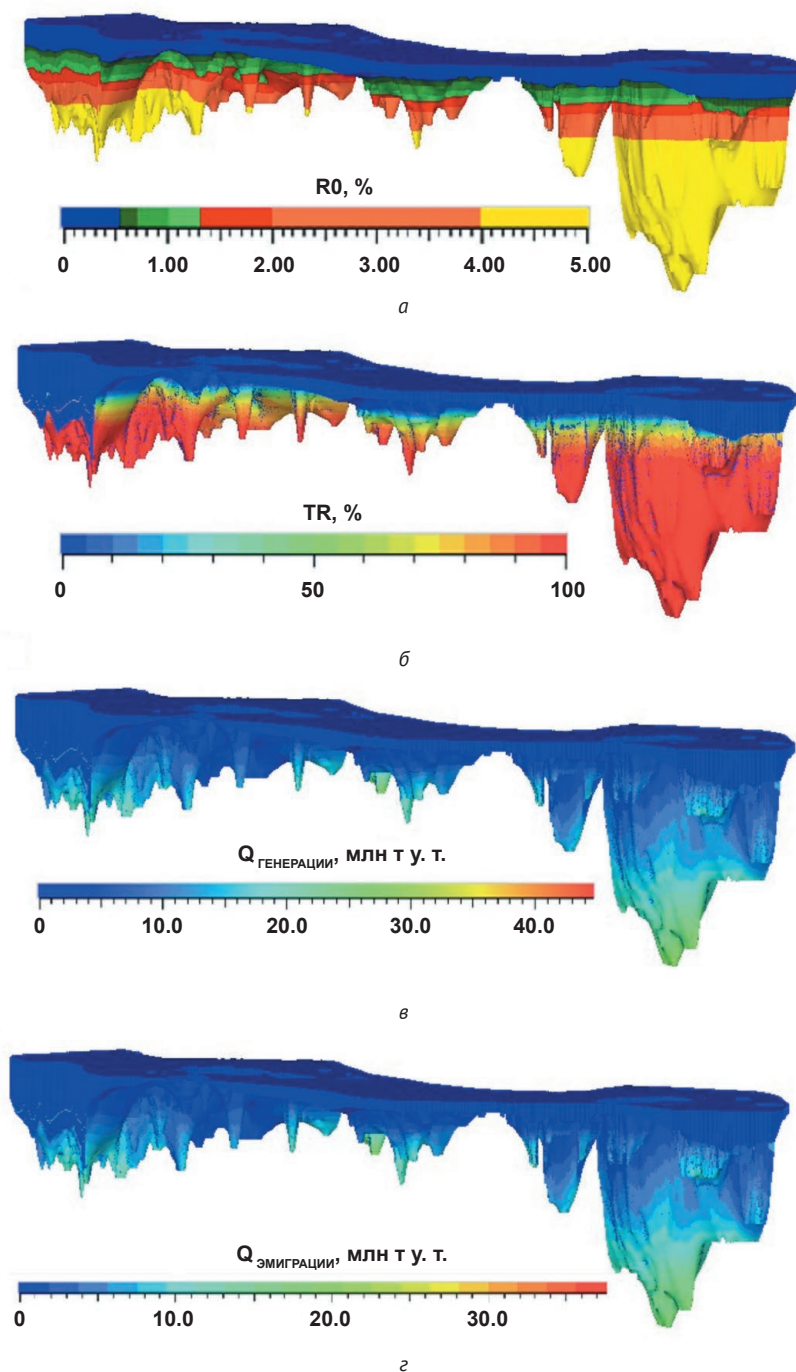 R0, %
0 1.00 2.00 3.00 4.00 5.00
а
TR, %
0 50 100
б
Q ГЕНЕРАЦИИ, млн т у. т.
0 10.0 20.0 30.0 40.0
в
Q ЭМИГРАЦИИ, млн т у. т.
0 10.0 20.0 30.0
г